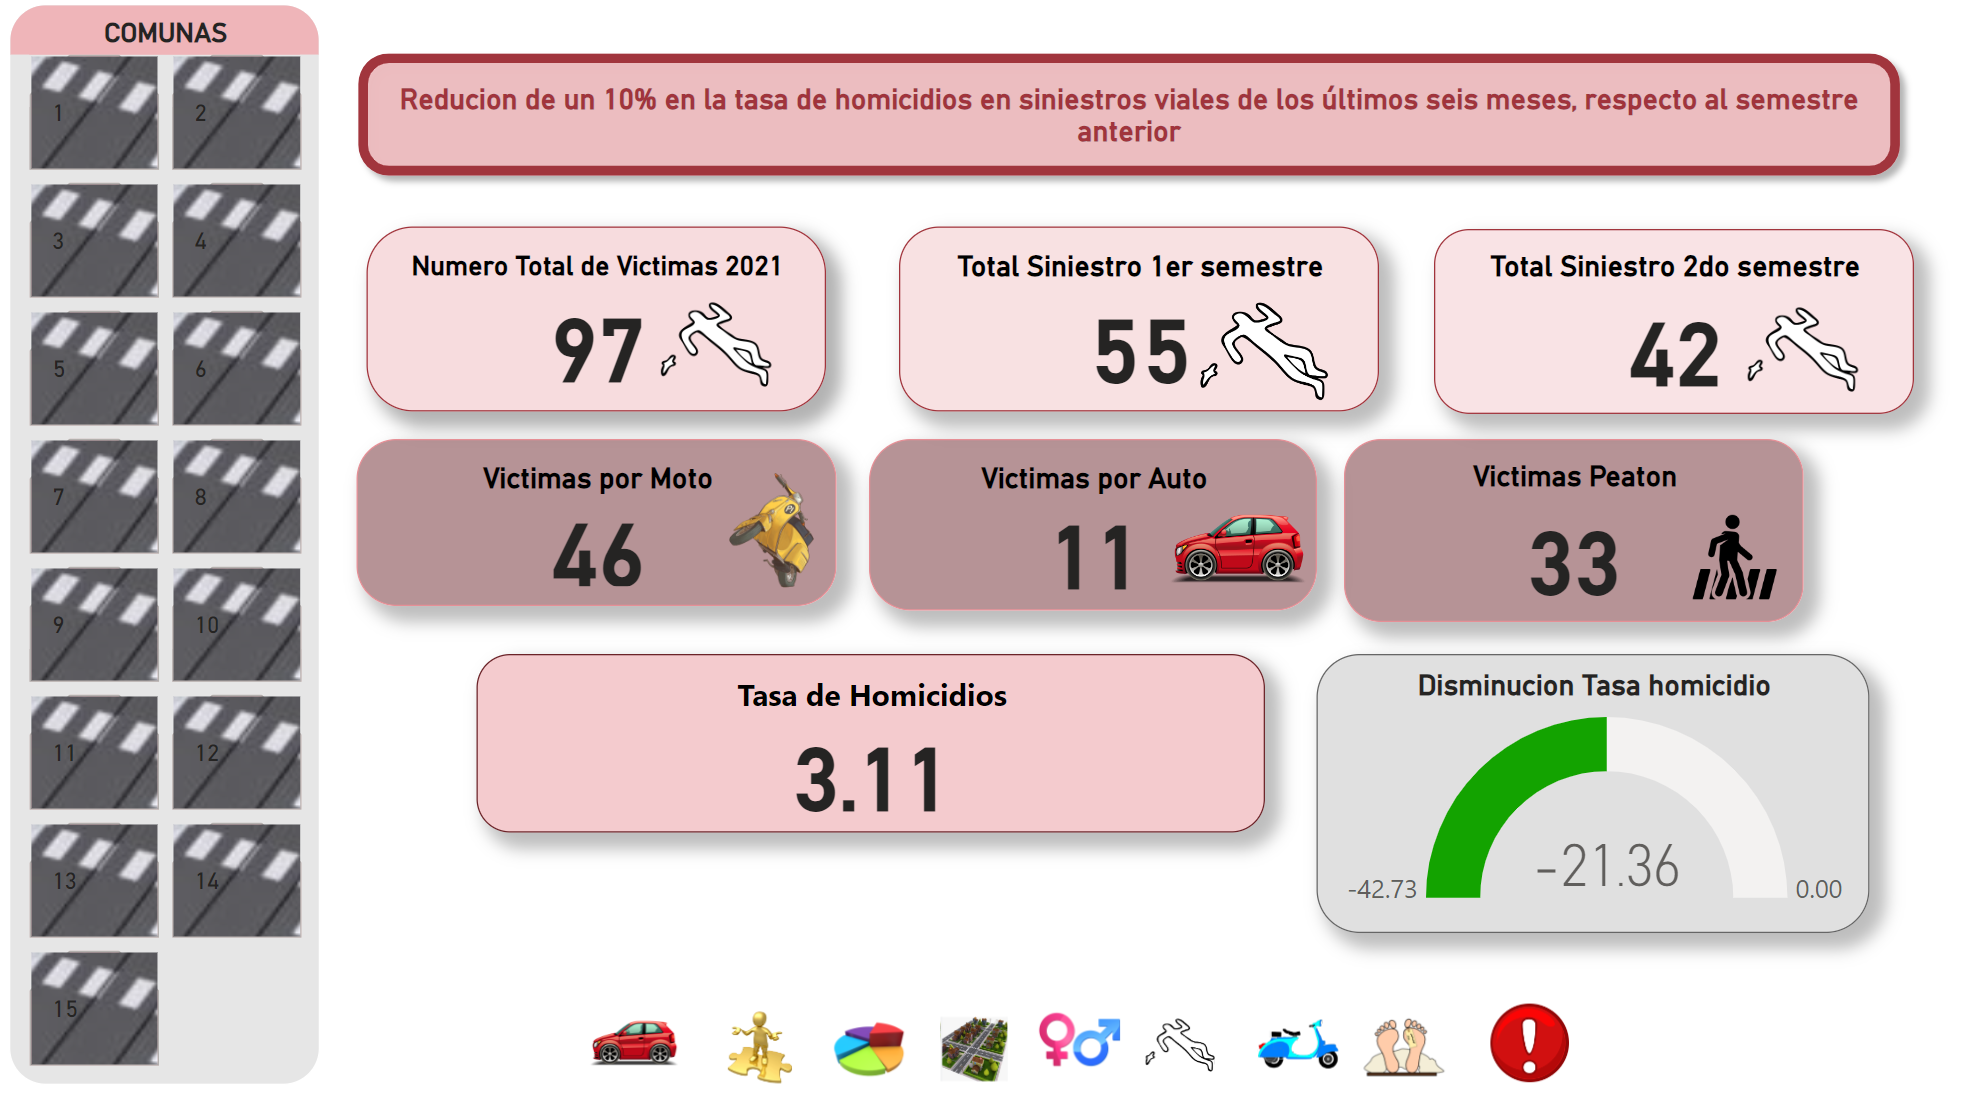 COMUNAS
1
2
3
4
5
6
7
8
9
10
11
12
13
14
15
Reducion de un 10% en la tasa de homicidios en siniestros viales de los últimos seis meses, respecto al semestre
anterior
Numero Total de Victimas 2021
97
Total Siniestro 1er semestre
55
Total Siniestro 2do semestre
42
Victimas por Moto
46
Victimas por Auto
11
Victimas Peaton
33
Tasa de Homicidios
3.11
Disminucion Tasa homicidio
-21.36
-42.73
0.00